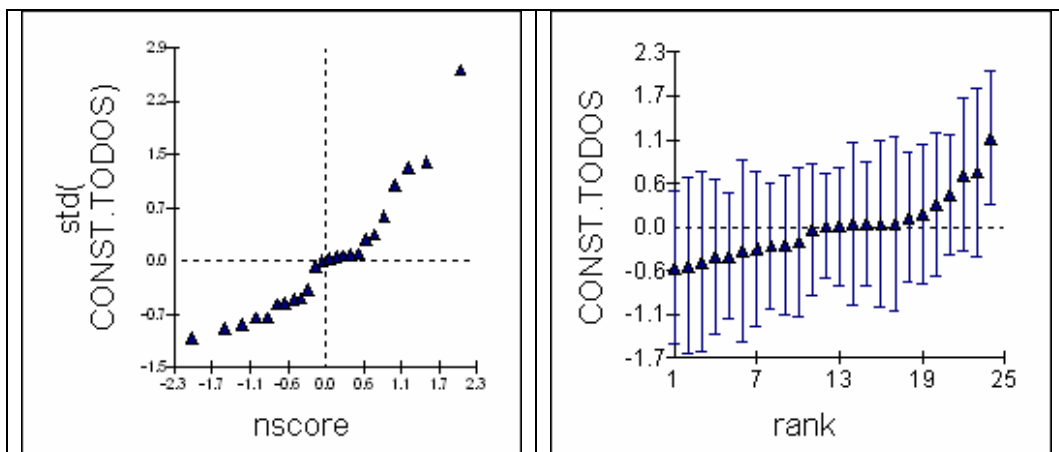 std(
CONST.TODOS)
2.9
2.2
1.5
0.7
0.0
-0.7
-1.5
-2.3 -1.7 -1.1 -0.6 0.0 0.6 1.1 1.7 2.3
nscore
CONST.TODOS
2.3
1.7
1.1
0.6
0.0
-0.6
-1.1
-1.7
1 7 13 19 25
rank